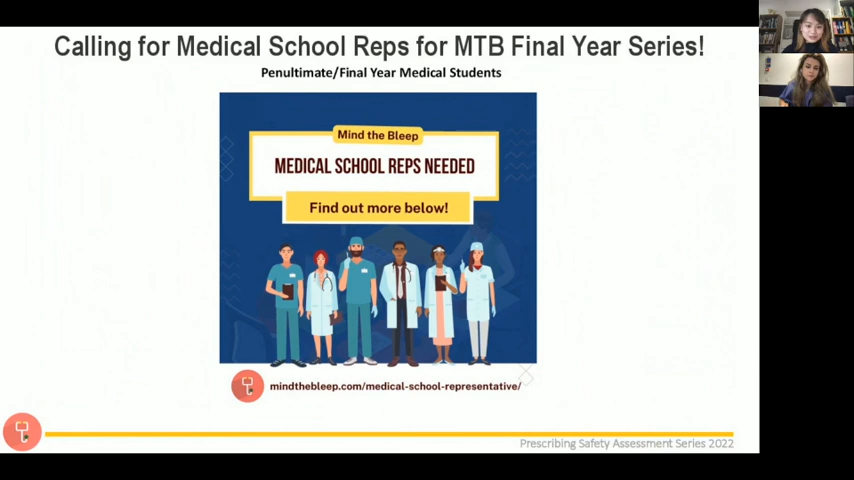 Calling for Medical School Reps for MTB Final Year Series!
Penultimate/Final Year Medical Students
Mind the Bleep
MEDICAL SCHOOL REPS NEEDED
Find out more below!
mindthebleep.com/medical-school-representative/
Prescribing Safety Assessment Series 2022